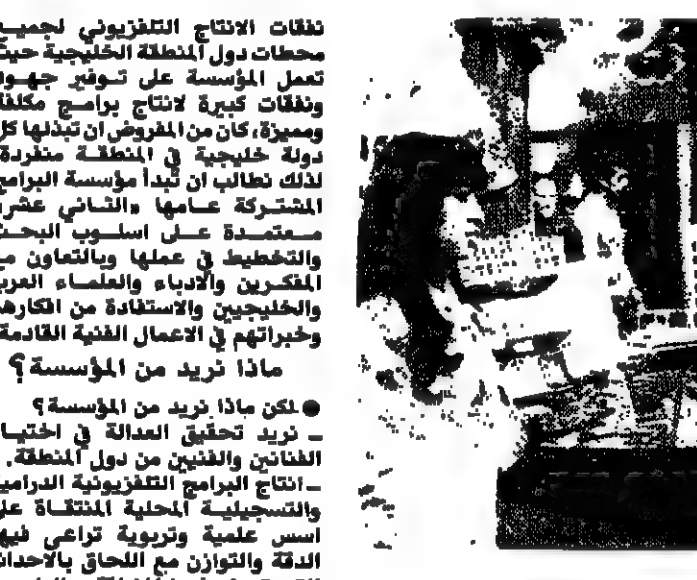 نفقات الانتاج التلفزيوني لجميع
محطات دول المنطقة الخليجية حيث
تعمل المؤسسة على توفير جهود
ونفقات كبيرة لانتاج برامج مكلفة
ومميزة، كان من المفروض ان تبذلها كل
دولة خليجية في المنطقة منفردة
لذلك نطالب ان تبدأ مؤسسة البرامج
المشتركة عامها «الثاني عشر
معتمدة على اسلوب البحث
والتخطيط في عملها وبالتعاون مع
المفكرين والادباء والعلماء العرب
والخليجيين والاستفادة من افكارهم
وخبراتهم في الاعمال الفنية القادمة
ماذا نريد من المؤسسة؟
● لكن ماذا نريد من المؤسسة؟
ـ نريد تحقيق العدالة في اختيا
الفنانين والفنيين من دول المنطقة.
ـ انتاج البرامج التلفزيونية الدرامية
والتسجيلية المحلية المنتقاة على
اسس علمية وتربوية تراعي فيها
الدقة والتوازن مع اللحاق بالاحداث